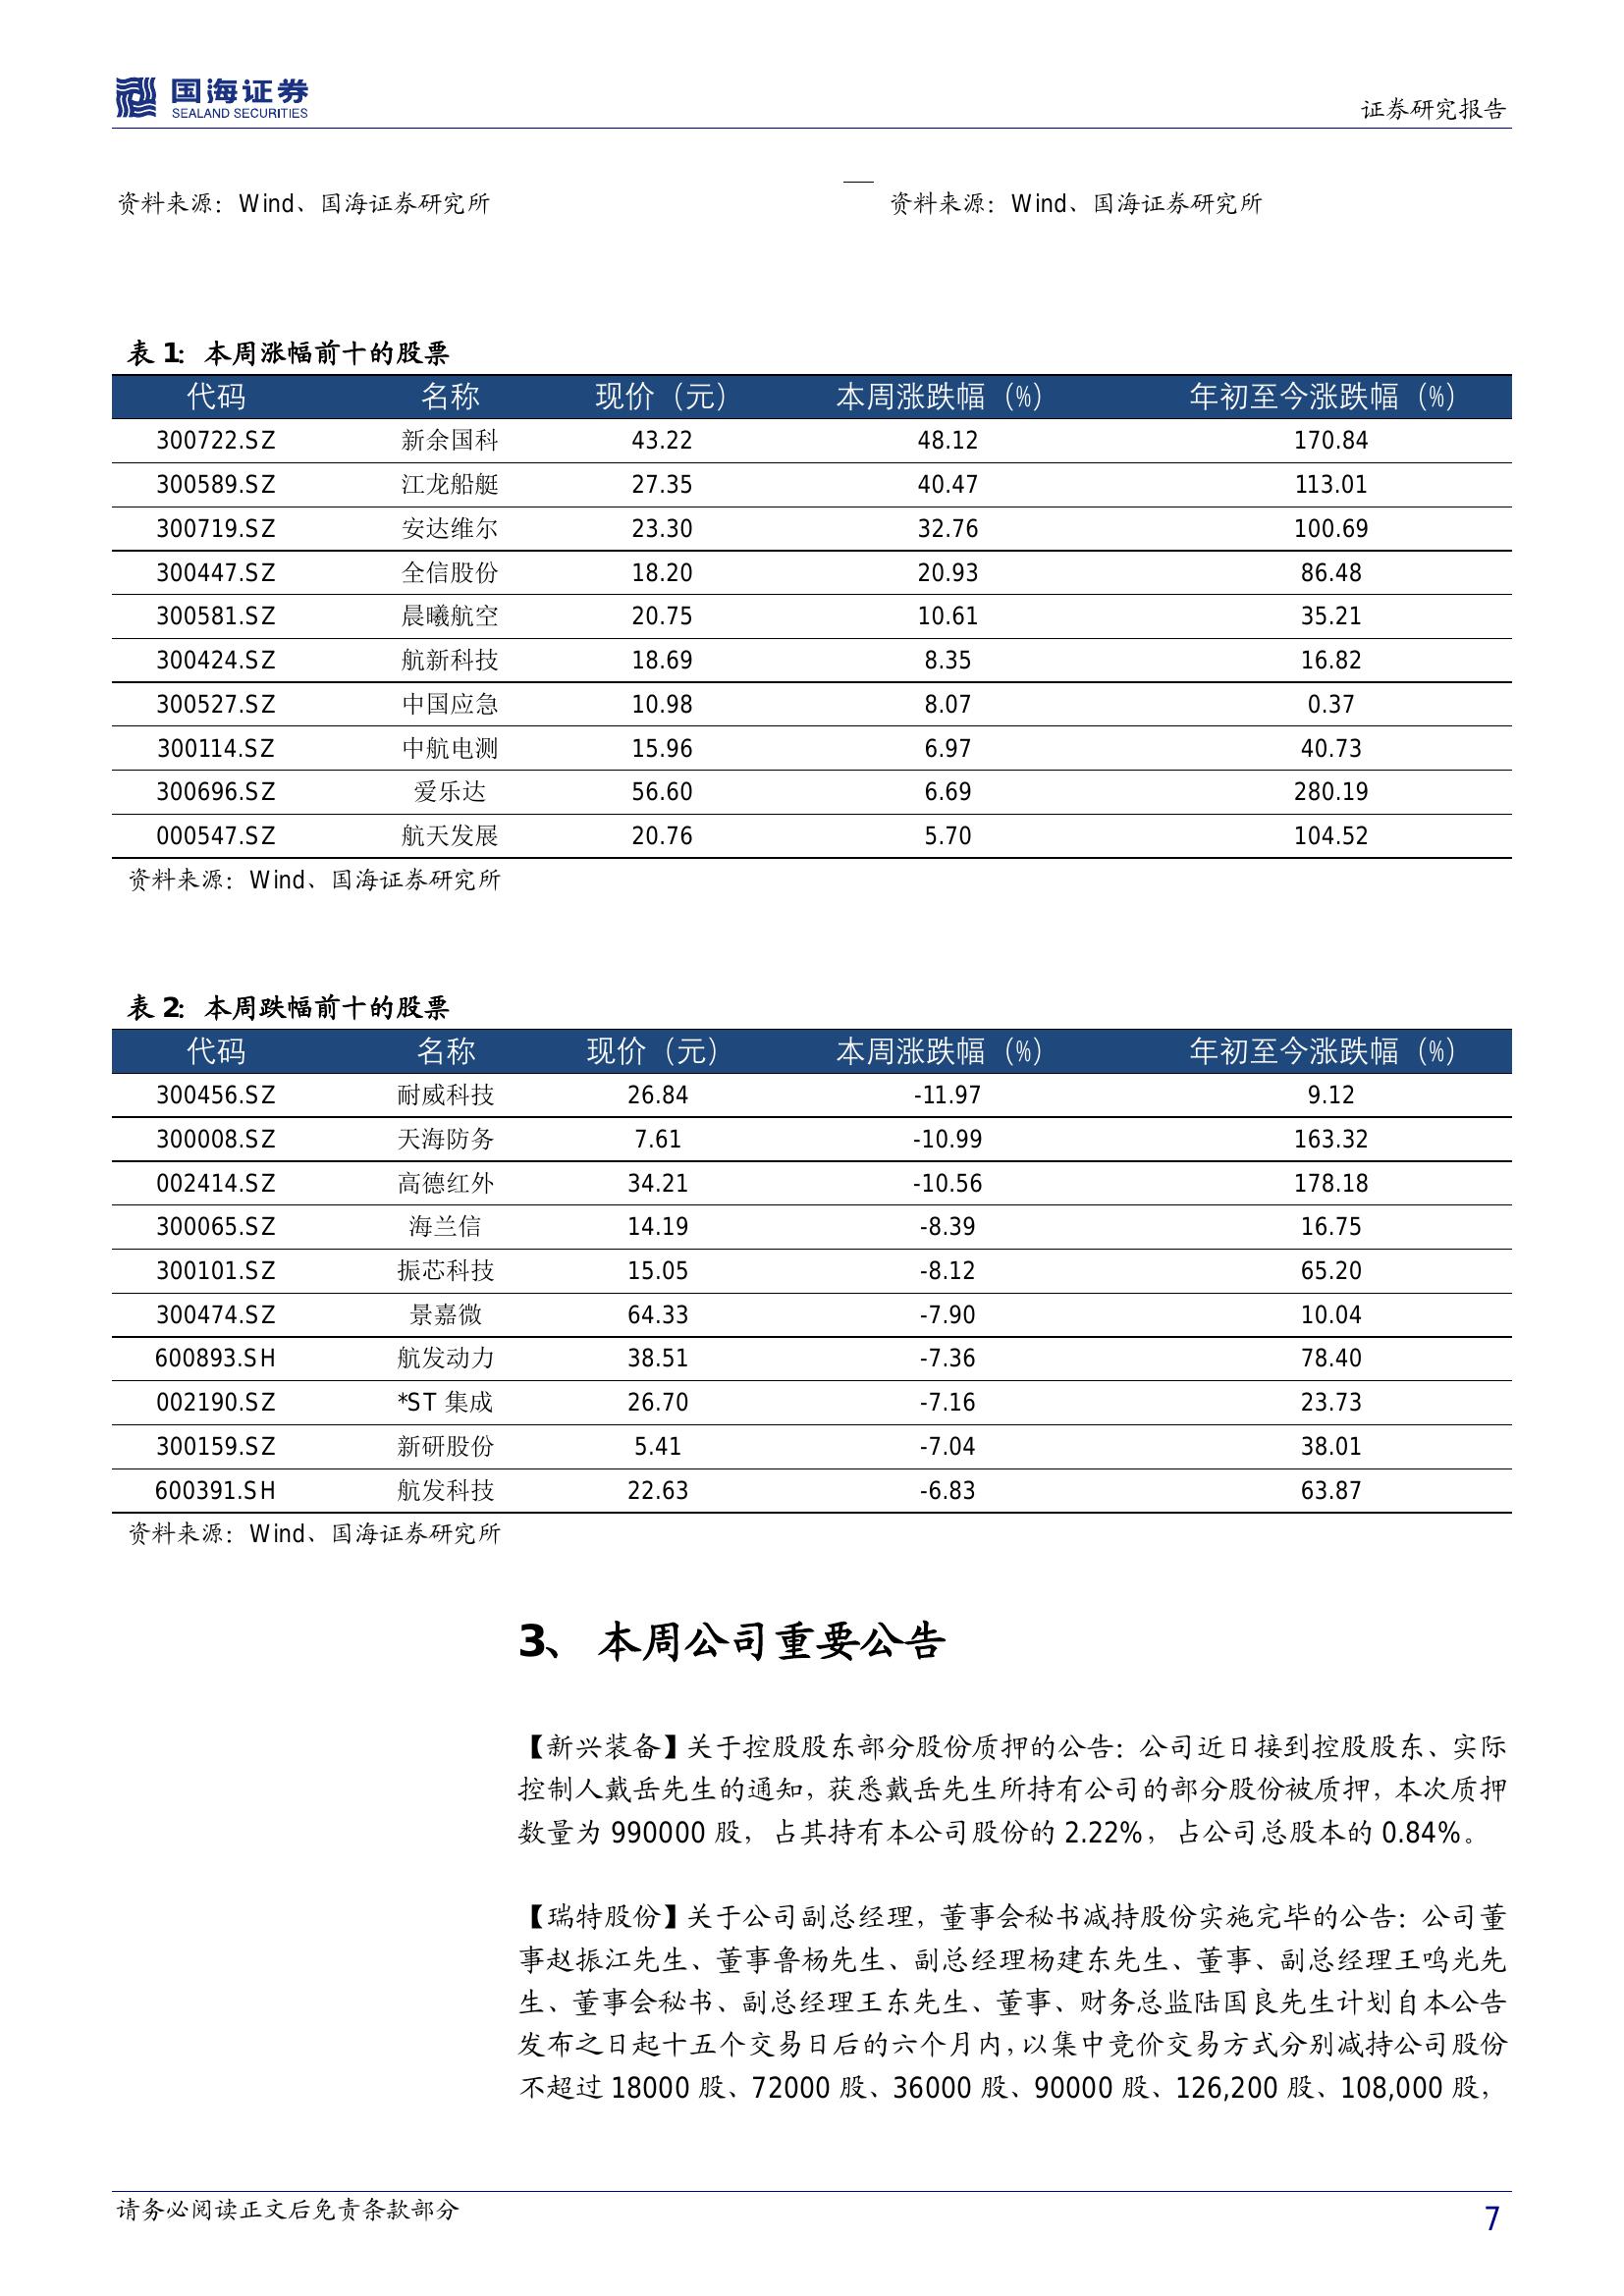 国海证券
SEALAND SECURITIES
证券研究报告
资料来源：Wind、国海证券研究所 资料来源：Wind、国海证券研究所
表 1：本周涨幅前十的股票
代码 名称 现价（元） 本周涨跌幅（%） 年初至今涨跌幅（%）
300722.SZ 新余国科 43.22 48.12 170.84
300589.SZ 江龙船艇 27.35 40.47 113.01
300719.SZ 安达维尔 23.30 32.76 100.69
300447.SZ 全信股份 18.20 20.93 86.48
300581.SZ 晨曦航空 20.75 10.61 35.21
300424.SZ 航新科技 18.69 8.35 16.82
300527.SZ 中国应急 10.98 8.07 0.37
300114.SZ 中航电测 15.96 6.97 40.73
300696.SZ 爱乐达 56.60 6.69 280.19
000547.SZ 航天发展 20.76 5.70 104.52
资料来源：Wind、国海证券研究所
表 2：本周跌幅前十的股票
代码 名称 现价（元） 本周涨跌幅（%） 年初至今涨跌幅（%）
300456.SZ 耐威科技 26.84 -11.97 9.12
300008.SZ 天海防务 7.61 -10.99 163.32
002414.SZ 高德红外 34.21 -10.56 178.18
300065.SZ 海兰信 14.19 -8.39 16.75
300101.SZ 振芯科技 15.05 -8.12 65.20
300474.SZ 景嘉微 64.33 -7.90 10.04
600893.SH 航发动力 38.51 -7.36 78.40
002190.SZ *ST 集成 26.70 -7.16 23.73
300159.SZ 新研股份 5.41 -7.04 38.01
600391.SH 航发科技 22.63 -6.83 63.87
资料来源：Wind、国海证券研究所
3、 本周公司重要公告
【新兴装备】关于控股股东部分股份质押的公告：公司近日接到控股股东、实际
控制人戴岳先生的通知，获悉戴岳先生所持有公司的部分股份被质押，本次质押
数量为 990000 股，占其持有本公司股份的 2.22%，占公司总股本的 0.84%。
【瑞特股份】关于公司副总经理，董事会秘书减持股份实施完毕的公告：公司董
事赵振江先生、董事鲁杨先生、副总经理杨建东先生、董事、副总经理王鸣光先
生、董事会秘书、副总经理王东先生、董事、财务总监陆国良先生计划自本公告
发布之日起十五个交易日后的六个月内，以集中竞价交易方式分别减持公司股份
不超过 18000 股、72000 股、36000 股、90000 股、126,200 股、108,000 股，
请务必阅读正文后免责条款部分 7